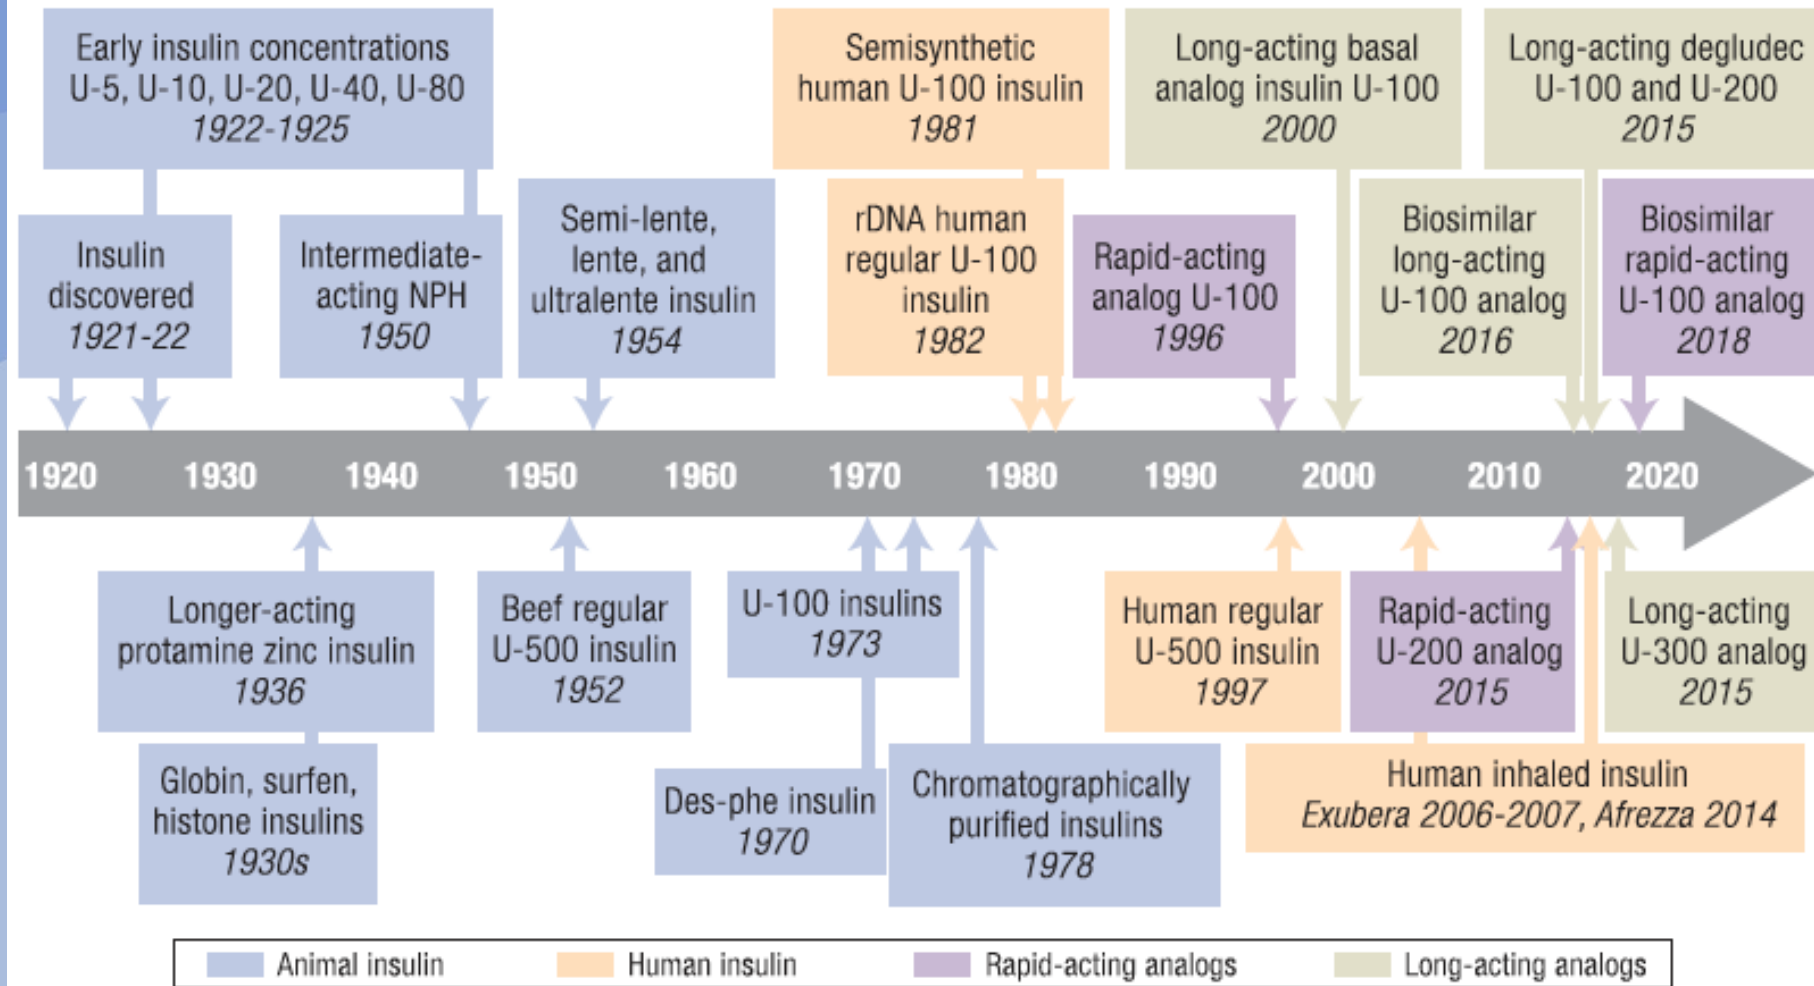 Early insulin concentrations
U-5, U-10, U-20, U-40, U-80
1922-1925
Semisynthetic
human U-100 insulin
1981
Long-acting basal
analog insulin U-100
2000
Long-acting degludec
U-100 and U-200
2015
Insulin
discovered
1921-22
Intermediate-
acting NPH
1950
Semi-lente,
lente, and
ultralente insulin
1954
rDNA human
regular U-100
insulin
1982
Rapid-acting
analog U-100
1996
Biosimilar
long-acting
U-100 analog
2016
Biosimilar
rapid-acting
U-100 analog
2018
1920 1930 1940 1950 1960 1970 1980 1990 2000 2010 2020
Longer-acting
protamine zinc insulin
1936
Beef regular
U-500 insulin
1952
U-100 insulins
1973
Human regular
U-500 insulin
1997
Rapid-acting
U-200 analog
2015
Long-acting
U-300 analog
2015
Globin, surfen,
histone insulins
1930s
Des-phe insulin
1970
Chromatographically
purified insulins
1978
Human inhaled insulin
Exubera 2006-2007, Afrezza 2014
Animal insulin Human insulin Rapid-acting analogs Long-acting analogs